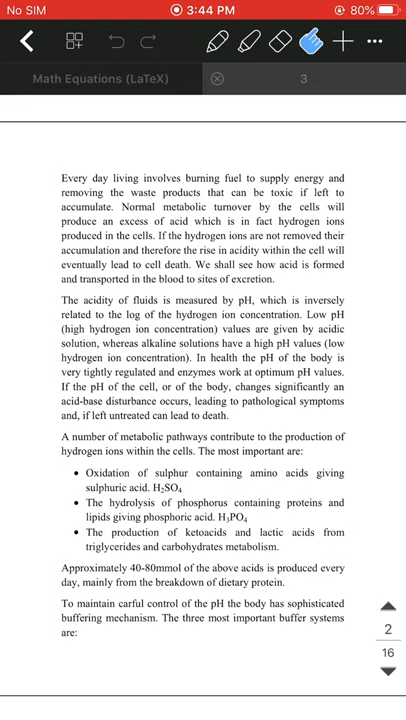 No SIM 3:44 PM 80%
Math Equations (LaTeX) 3
Every day living involves burning fuel to supply energy and
removing the waste products that can be toxic if left to
accumulate. Normal metabolic turnover by the cells will
produce an excess of acid which is in fact hydrogen ions
produced in the cells. If the hydrogen ions are not removed their
accumulation and therefore the rise in acidity within the cell will
eventually lead to cell death. We shall see how acid is formed
and transported in the blood to sites of excretion.
The acidity of fluids is measured by pH, which is inversely
related to the log of the hydrogen ion concentration. Low pH
(high hydrogen ion concentration) values are given by acidic
solution, whereas alkaline solutions have a high pH values (low
hydrogen ion concentration). In health the pH of the body is
very tightly regulated and enzymes work at optimum pH values.
If the pH of the cell, or of the body, changes significantly an
acid-base disturbance occurs, leading to pathological symptoms
and, if left untreated can lead to death.
A number of metabolic pathways contribute to the production of
hydrogen ions within the cells. The most important are:
• Oxidation of sulphur containing amino acids giving
sulphuric acid. H₂SO₄
• The hydrolysis of phosphorus containing proteins and
lipids giving phosphoric acid. H₃PO₄
• The production of ketoacids and lactic acids from
triglycerides and carbohydrates metabolism.
Approximately 40-80mmol of the above acids is produced every
day, mainly from the breakdown of dietary protein.
To maintain carful control of the pH the body has sophisticated
buffering mechanism. The three most important buffer systems
are:
2
16